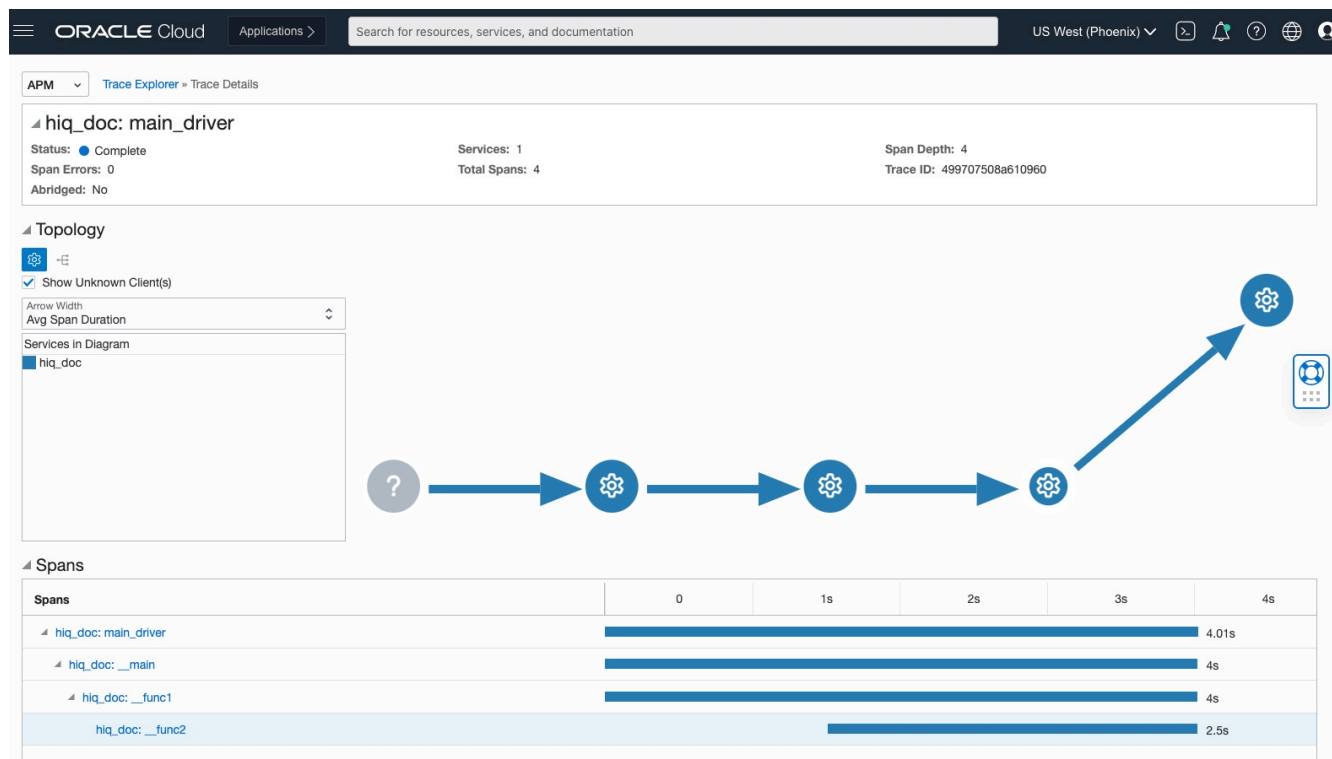 ORACLE Cloud Applications > Search for resources, services, and documentation US West (Phoenix)
APM Trace Explorer » Trace Details
hiq_doc: main_driver
Status: Complete Services: 1 Span Depth: 4
Span Errors: 0 Total Spans: 4 Trace ID: 499707508a610960
Abridged: No
Topology
Show Unknown Client(s)
Arrow Width
Avg Span Duration
Services in Diagram
hiq_doc
?
Spans
Spans 0 1s 2s 3s 4s
hiq_doc: main_driver 4.01s
hiq_doc: __main 4s
hiq_doc: __func1 4s
hiq_doc: __func2 2.5s